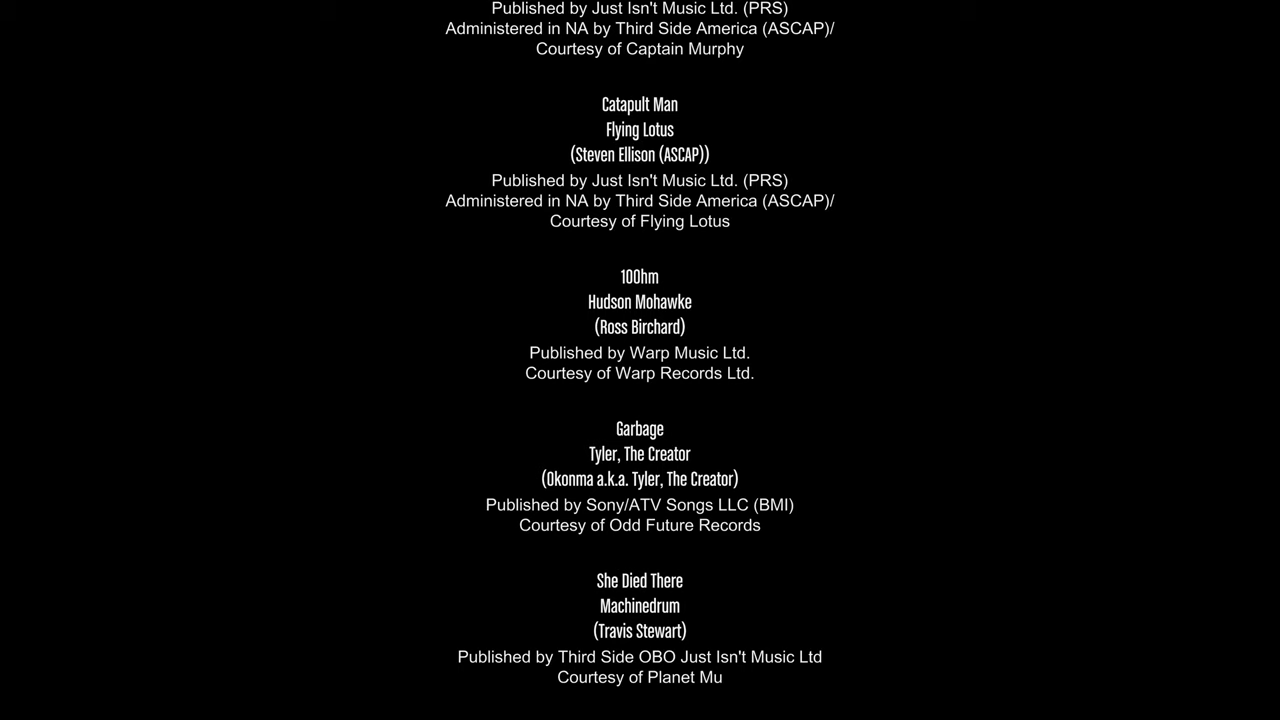 Published by Just Isn't Music Ltd. (PRS)
Administered in NA by Third Side America (ASCAP)/
Courtesy of Captain Murphy
Catapult Man
Flying Lotus
(Steven Ellison (ASCAP))
Published by Just Isn't Music Ltd. (PRS)
Administered in NA by Third Side America (ASCAP)/
Courtesy of Flying Lotus
100hm
Hudson Mohawke
(Ross Birchard)
Published by Warp Music Ltd.
Courtesy of Warp Records Ltd.
Garbage
Tyler, The Creator
(Okonma a.k.a. Tyler, The Creator)
Published by Sony/ATV Songs LLC (BMI)
Courtesy of Odd Future Records
She Died There
Machinedrum
(Travis Stewart)
Published by Third Side OBO Just Isn't Music Ltd
Courtesy of Planet Mu